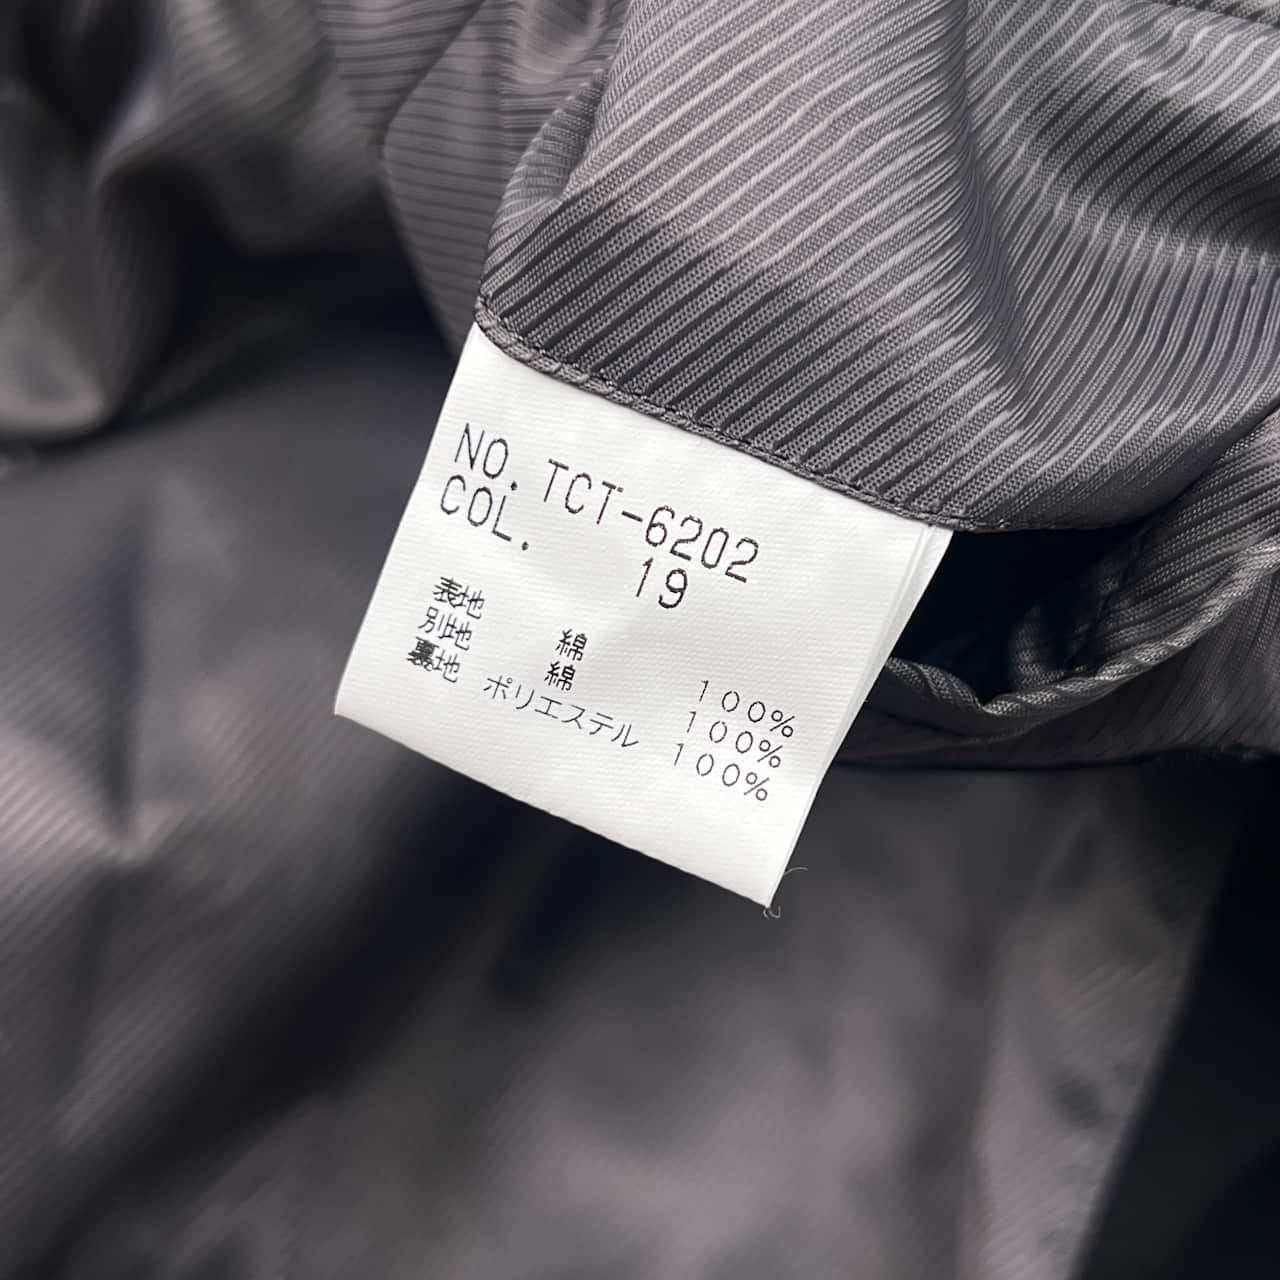 NO. TCT-6202
COL. 19
表地 綿 100%
別地 綿 100%
裏地 ポリエステル 100%